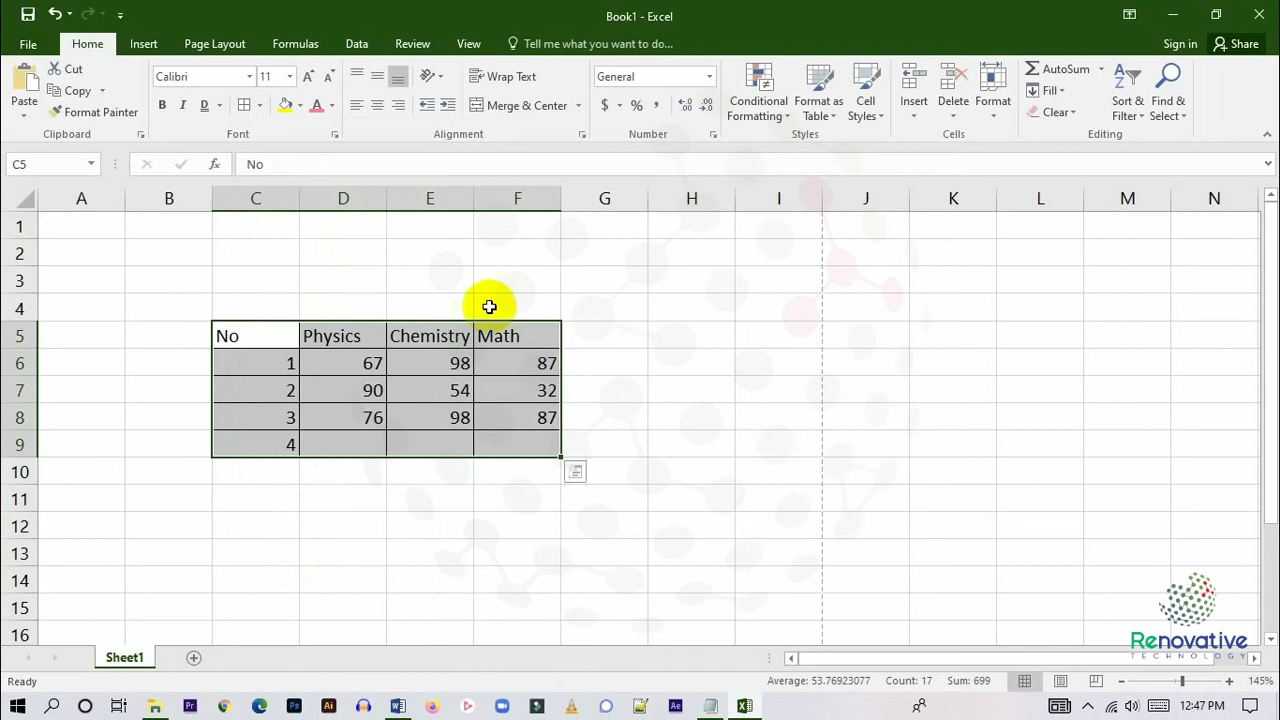 Book1 - Excel
File Home Insert Page Layout Formulas Data Review View Tell me what you want to do... Sign in Share
Cut
Copy
Format Painter
Paste
Clipboard
Calibri 11
B I D A
Font
Wrap Text
Merge & Center
Alignment
General
$ % ,
Number
Conditional Formatting
Format as Table
Cell Styles
Styles
Insert Delete Format
Cells
AutoSum
Fill
Clear
Sort & Filter
Find & Select
Editing
C5 fx No
A B C D E F G H I J K L M N
1
2
3
4
5 No Physics Chemistry Math
6 1 67 98 87
7 2 90 54 32
8 3 76 98 87
9 4
10
11
12
13
14
15
16
Renovative
TECHNOLOGY
Sheet1
Ready Average: 53.76923077 Count: 17 Sum: 699 145%
Pr Ps Ai Ae 12:47 PM